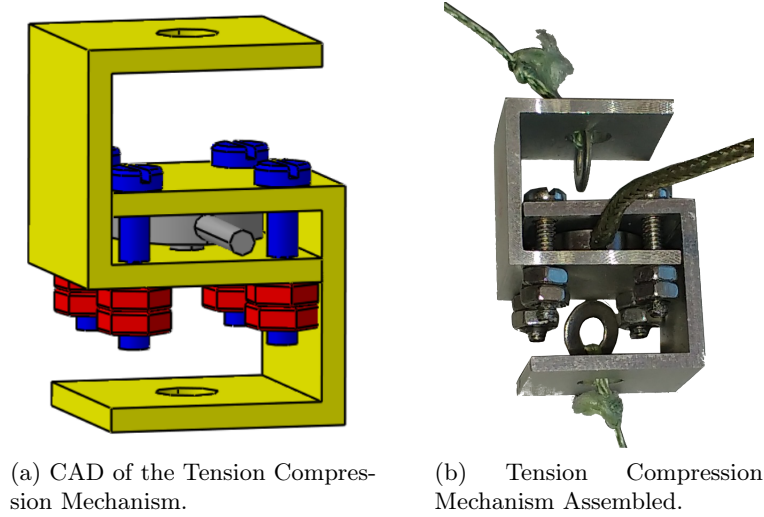 (a) CAD of the Tension Compres-
sion Mechanism.
(b) Tension Compression
Mechanism Assembled.